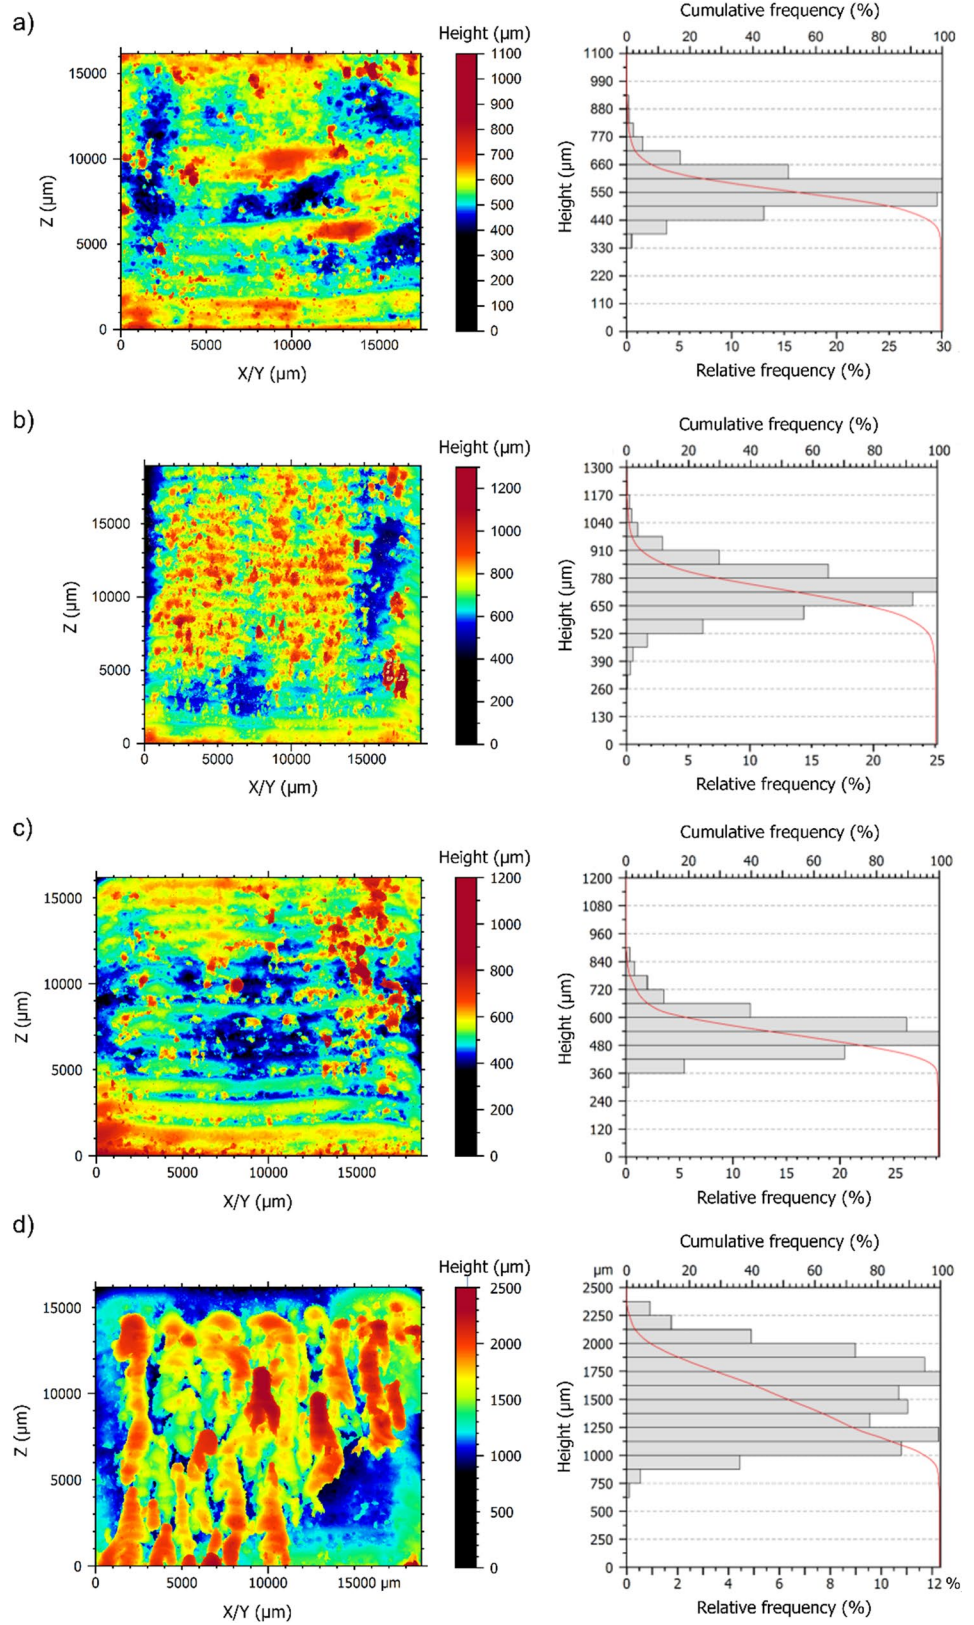 a)
Height (µm)
1100
1000
900
800
700
600
500
400
300
200
100
0
15000
10000
5000
0
Z (µm)
0 5000 10000 15000
X/Y (µm)
Cumulative frequency (%)
0 20 40 60 80 100
1100
990
880
770
660
550
440
330
220
110
0
Height (µm)
0 5 10 15 20 25 30
Relative frequency (%)
b)
Height (µm)
1200
1000
800
600
400
200
0
15000
10000
5000
0
Z (µm)
0 5000 10000 15000
X/Y (µm)
Cumulative frequency (%)
0 20 40 60 80 100
1300
1170
1040
910
780
650
520
390
260
130
0
Height (µm)
0 5 10 15 20 25
Relative frequency (%)
c)
Height (µm)
1200
1000
800
600
400
200
0
15000
10000
5000
0
Z (µm)
0 5000 10000 15000
X/Y (µm)
Cumulative frequency (%)
0 20 40 60 80 100
1200
1080
960
840
720
600
480
360
240
120
0
Height (µm)
0 5 10 15 20 25
Relative frequency (%)
d)
Height (µm)
2500
2000
1500
1000
500
0
15000
10000
5000
0
Z (µm)
0 5000 10000 15000 µm
X/Y (µm)
Cumulative frequency (%)
µm 0 20 40 60 80 100
2500
2250
2000
1750
1500
1250
1000
750
500
250
0
Height (µm)
0 2 4 6 8 10 12 %
Relative frequency (%)